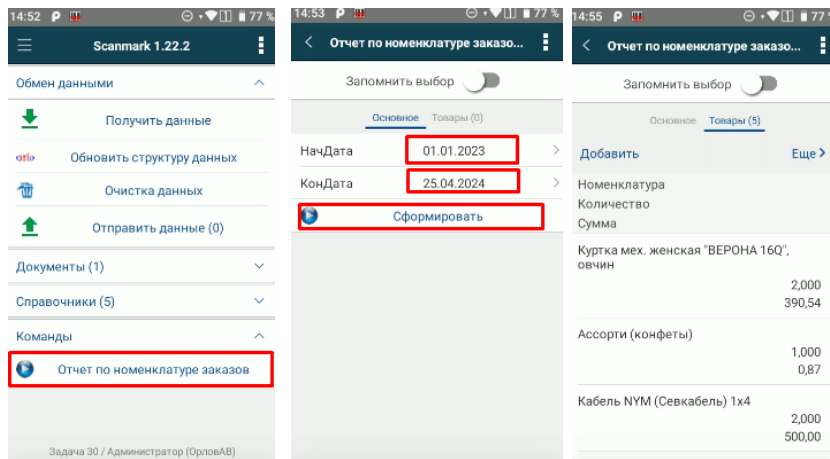 14:52
77 %
Scanmark 1.22.2
Обмен данными
Получить данные
Обновить структуру данных
Очистка данных
Отправить данные (0)
Документы (1)
Справочники (5)
Команды
Отчет по номенклатуре заказов
Задача 30 / Администратор (ОрловАВ)
14:53
77 %
Отчет по номенклатуре заказо...
Запомнить выбор
Основное Товары (0)
НачДата 01.01.2023
КонДата 25.04.2024
Сформировать
14:55
77 %
Отчет по номенклатуре заказо...
Запомнить выбор
Основное Товары (5)
Добавить Еще
Номенклатура
Количество
Сумма
Куртка мех. женская "ВЕРОНА 16Q",
овчин
2,000
390,54
Ассорти (конфеты)
1,000
0,87
Кабель NYM (Севкабель) 1x4
2,000
500,00